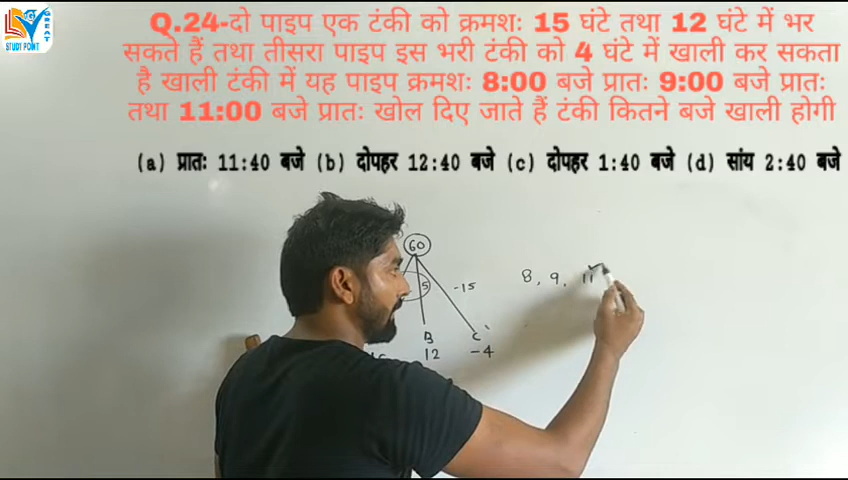 GREAT
STUDY POINT
Q.24-दो पाइप एक टंकी को क्रमशः 15 घंटे तथा 12 घंटे में भर
सकते हैं तथा तीसरा पाइप इस भरी टंकी को 4 घंटे में खाली कर सकता
है खाली टंकी में यह पाइप क्रमशः 8:00 बजे प्रातः 9:00 बजे प्रातः
तथा 11:00 बजे प्रातः खोल दिए जाते हैं टंकी कितने बजे खाली होगी
(a) प्रातः 11:40 बजे (b) दोपहर 12:40 बजे (c) दोपहर 1:40 बजे (d) सांय 2:40 बजे
60
8, 9, 11
5 -15
B C
12 -4